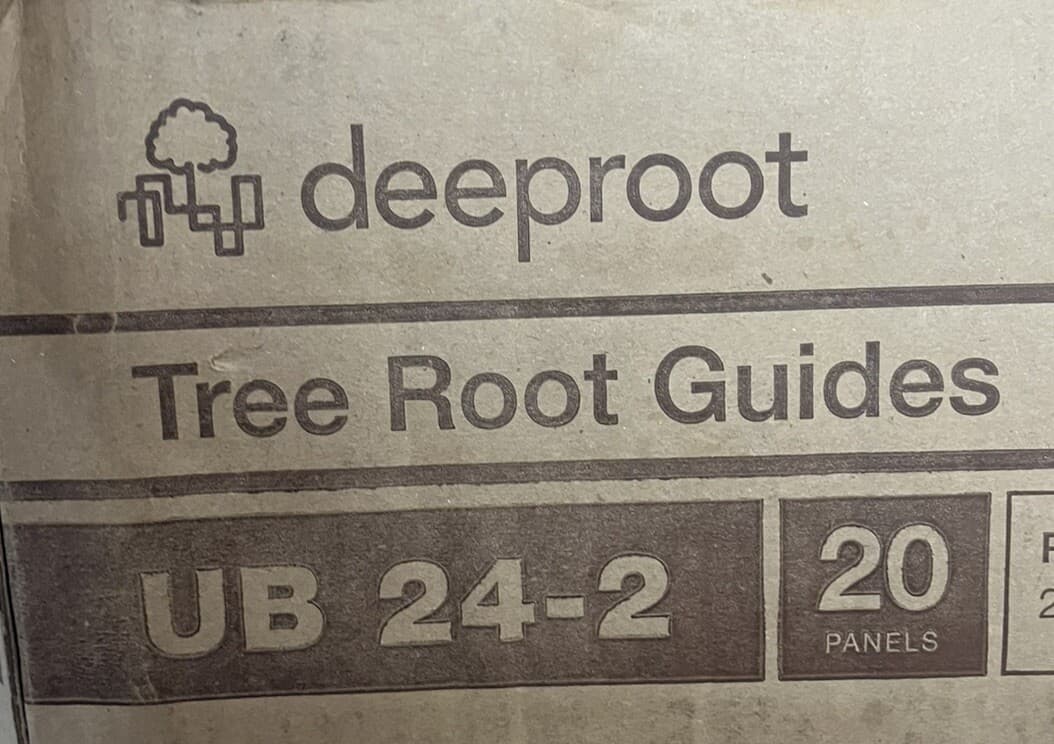 deeproot
Tree Root Guides
UB 24-2
20
PANELS